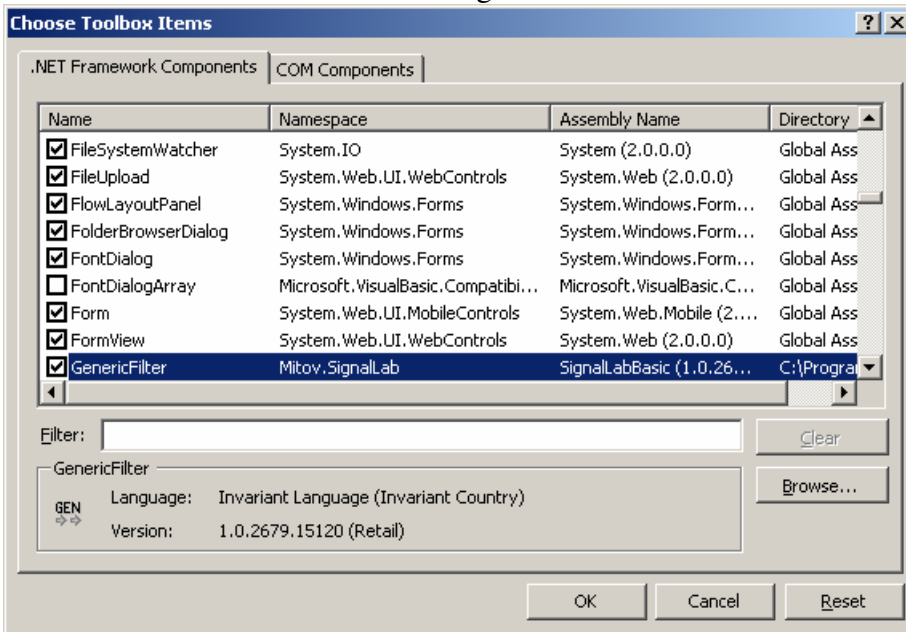 Choose Toolbox Items
.NET Framework Components COM Components
Name Namespace Assembly Name Directory
FileSystemWatcher System.IO System (2.0.0.0) Global Ass
FileUpload System.Web.UI.WebControls System.Web (2.0.0.0) Global Ass
FlowLayoutPanel System.Windows.Forms System.Windows.Form... Global Ass
FolderBrowserDialog System.Windows.Forms System.Windows.Form... Global Ass
FontDialog System.Windows.Forms System.Windows.Form... Global Ass
FontDialogArray Microsoft.VisualBasic.Compatibi... Microsoft.VisualBasic.C... Global Ass
Form System.Web.UI.MobileControls System.Web.Mobile (2.... Global Ass
FormView System.Web.UI.WebControls System.Web (2.0.0.0) Global Ass
GenericFilter Mitov.SignalLab SignalLabBasic (1.0.26... C:\Progra
Filter: Clear
GenericFilter
Browse...
GEN Language: Invariant Language (Invariant Country)
Version: 1.0.2679.15120 (Retail)
OK Cancel Reset